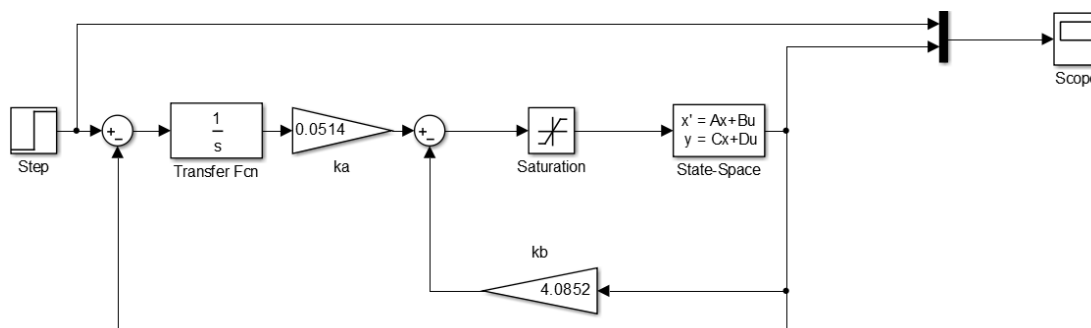 Step
+
-
1
s
Transfer Fcn
0.0514
ka
+
-
Saturation
x' = Ax+Bu
y = Cx+Du
State-Space
Scope
kb
4.0852